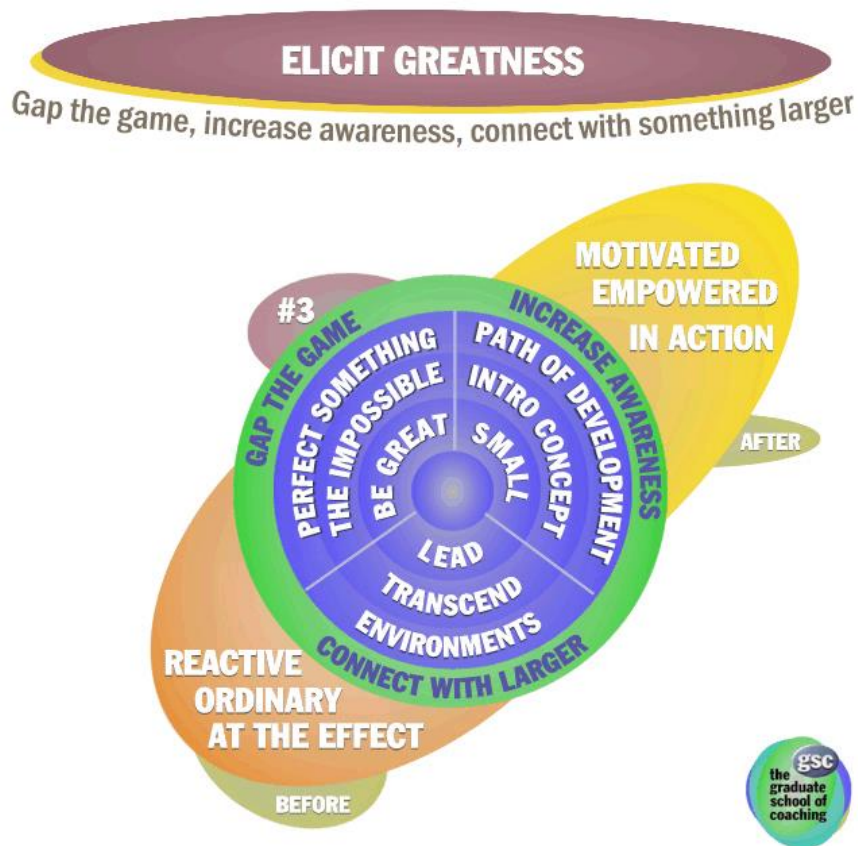 ELICIT GREATNESS
Gap the game, increase awareness, connect with something larger
#3
MOTIVATED
EMPOWERED
IN ACTION
GAP THE GAME
INCREASE AWARENESS
PERFECT SOMETHING
THE IMPOSSIBLE
BE GREAT
PATH OF DEVELOPMENT
INTRO CONCEPT
SMALL
AFTER
LEAD
TRANSCEND
ENVIRONMENTS
CONNECT WITH LARGER
REACTIVE
ORDINARY
AT THE EFFECT
BEFORE
gsc
the
graduate
school of
coaching